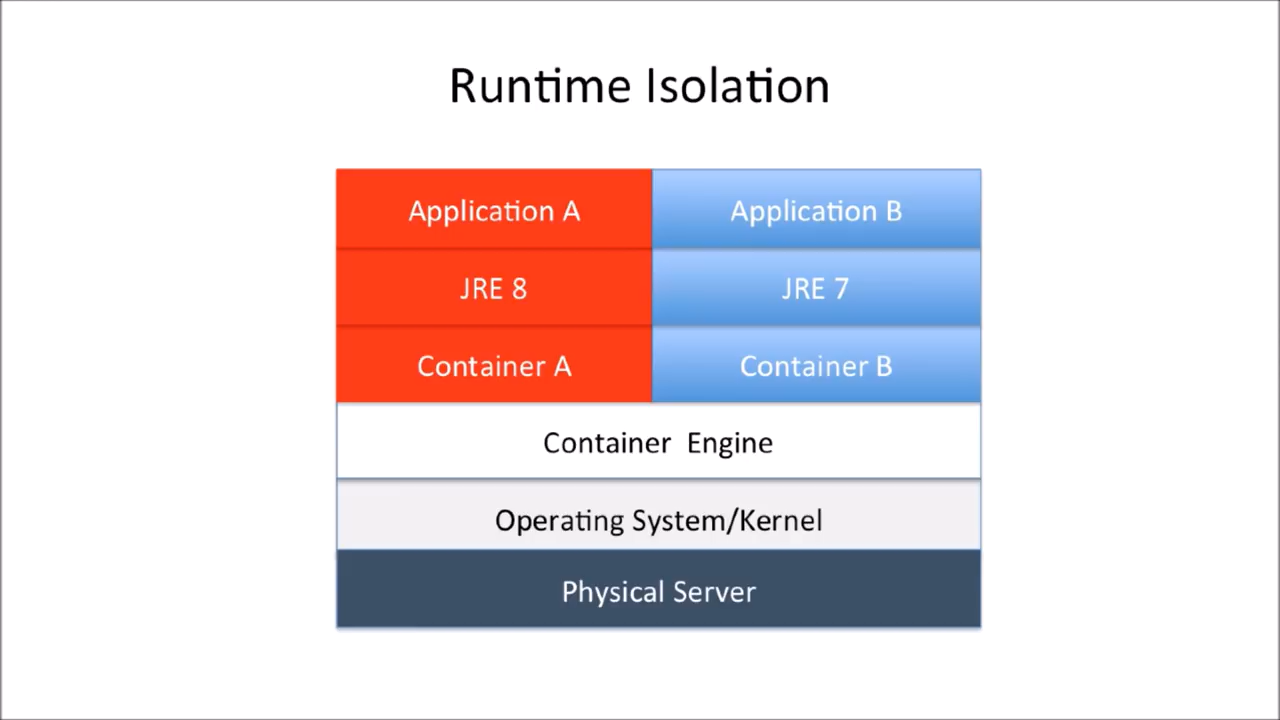 Runtime Isolation
Application A
Application B
JRE 8
JRE 7
Container A
Container B
Container Engine
Operating System/Kernel
Physical Server